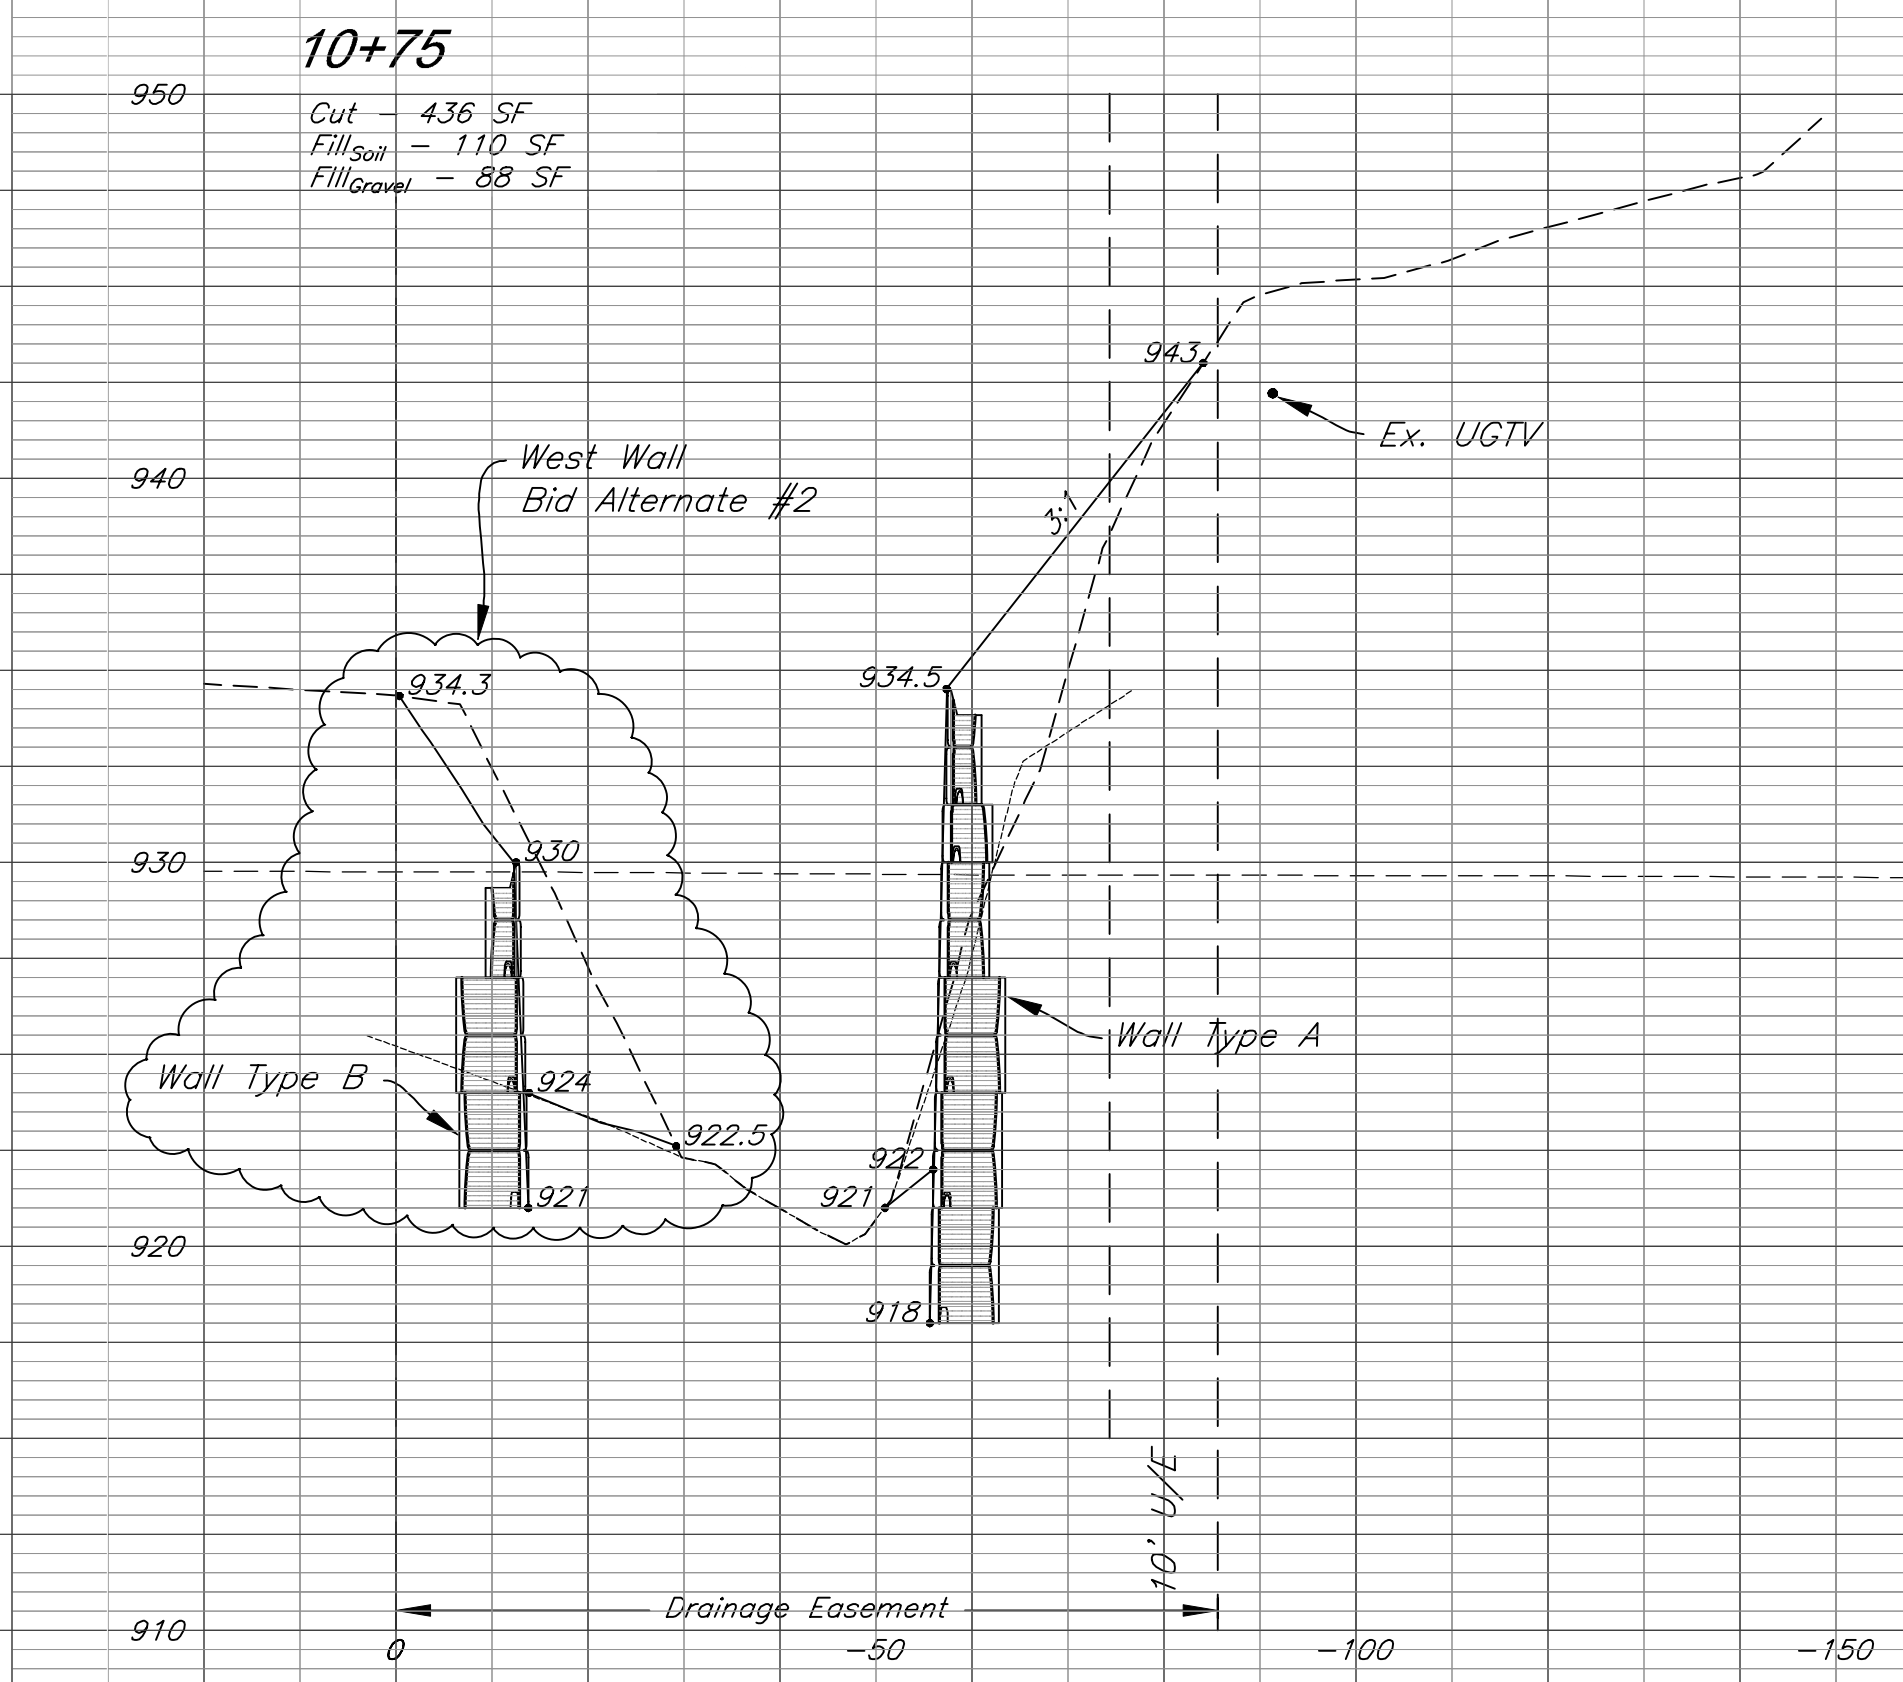 10+75
950
Cut - 436 SF
FillSoil - 110 SF
FillGravel - 88 SF
943
Ex. UGTV
West Wall
Bid Alternate #2
940
3:1
934.3
934.5
930
930
Wall Type A
Wall Type B
924
922.5
922
921
921
920
918
10' U/E
Drainage Easement
910
0
-50
-100
-150